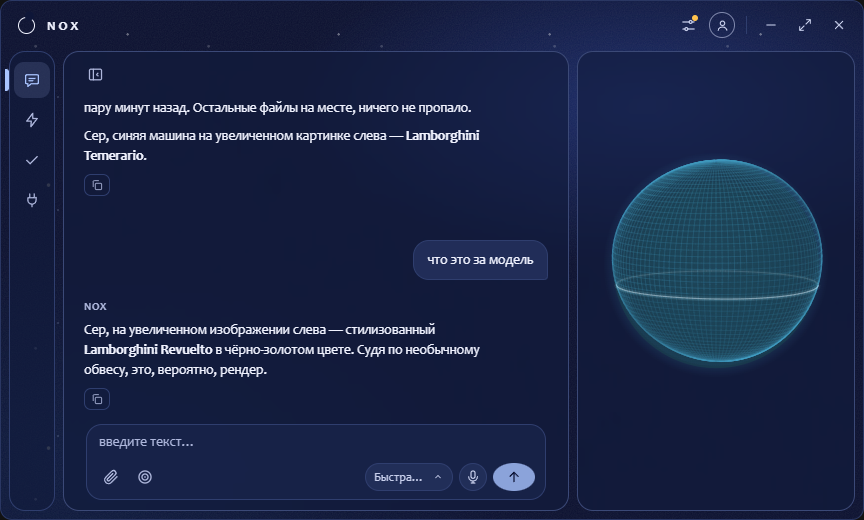 NOX
пару минут назад. Остальные файлы на месте, ничего не пропало.
Сер, синяя машина на увеличенном картинке слева — Lamborghini
Temerario.
что это за модель
NOX
Сер, на увеличенном изображении слева — стилизованный
Lamborghini Revuelto в чёрно-золотом цвете. Судя по необычному
обвесу, это, вероятно, рендер.
введите текст...
Быстра...